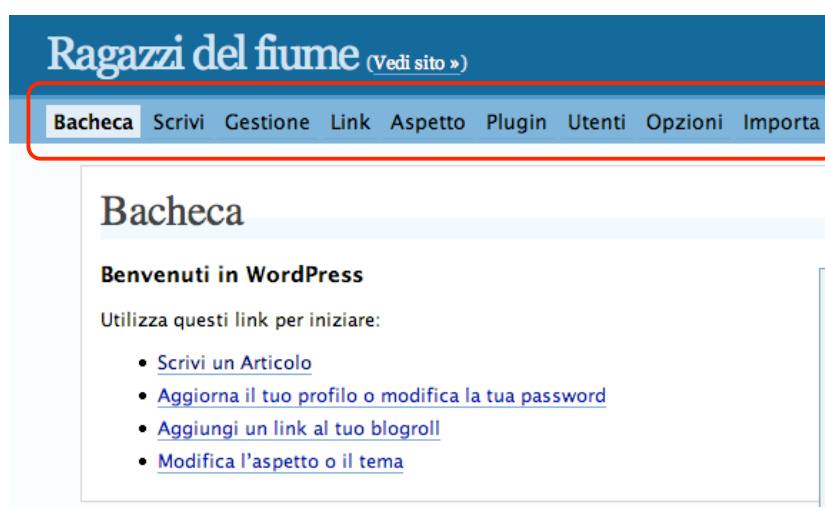 Ragazzi del fiume (Vedi sito »)
Bacheca Scrivi Gestione Link Aspetto Plugin Utenti Opzioni Importa
Bacheca
Benvenuti in WordPress
Utilizza questi link per iniziare:
• Scrivi un Articolo
• Aggiorna il tuo profilo o modifica la tua password
• Aggiungi un link al tuo blogroll
• Modifica l'aspetto o il tema